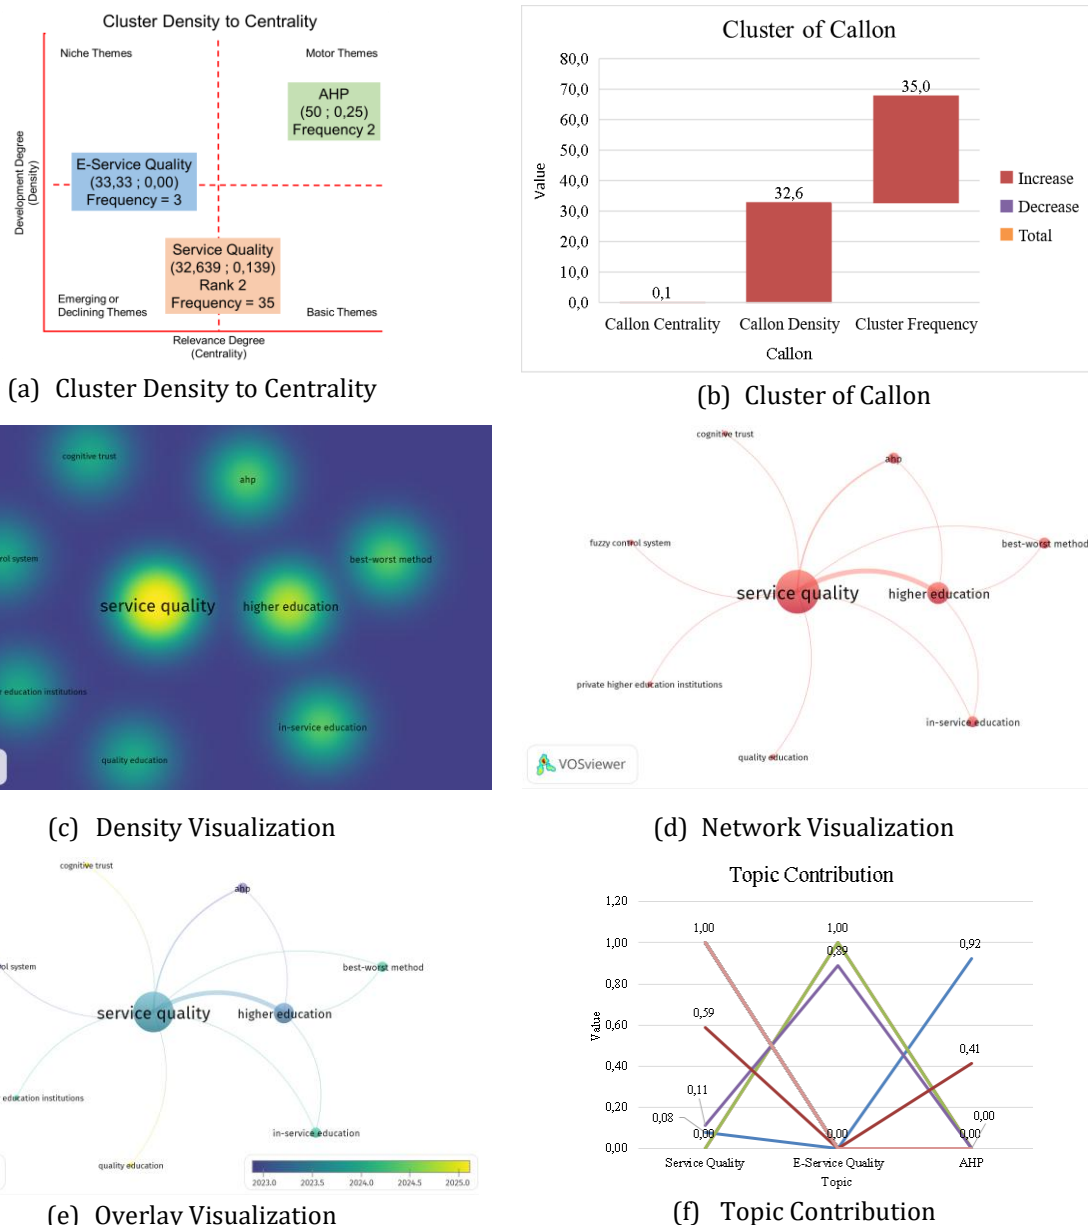 Cluster Density to Centrality
Niche Themes
Motor Themes
AHP
(50 ; 0,25)
Frequency 2
E-Service Quality
(33,33 ; 0,00)
Frequency = 3
Service Quality
(32,639 ; 0,139)
Rank 2
Frequency = 35
Emerging or
Declining Themes
Basic Themes
Development Degree
(Density)
Relevance Degree
(Centrality)
(a) Cluster Density to Centrality
Cluster of Callon
80,0
70,0
60,0
50,0
40,0
30,0
20,0
10,0
0,0
Value
0,1
32,6
35,0
Callon Centrality
Callon Density
Cluster Frequency
Callon
Increase
Decrease
Total
(b) Cluster of Callon
cognitive trust
ahp
rol system
best-worst method
service quality
higher education
education institutions
in-service education
quality education
(c) Density Visualization
cognitive trust
ahp
fuzzy control system
best-worst method
service quality
higher education
private higher education institutions
in-service education
quality education
VOSviewer
(d) Network Visualization
cognitive trust
ahp
rol system
best-worst method
service quality
higher education
education institutions
in-service education
quality education
2023.0 2023.5 2024.0 2024.5 2025.0
(e) Overlay Visualization
Topic Contribution
1,20
1,00
0,80
0,60
0,40
0,20
0,00
Value
1,00
0,59
0,11
0,08
0,00
1,00
0,89
0,00
0,92
0,41
0,00
0,00
Service Quality
E-Service Quality
AHP
Topic
(f) Topic Contribution